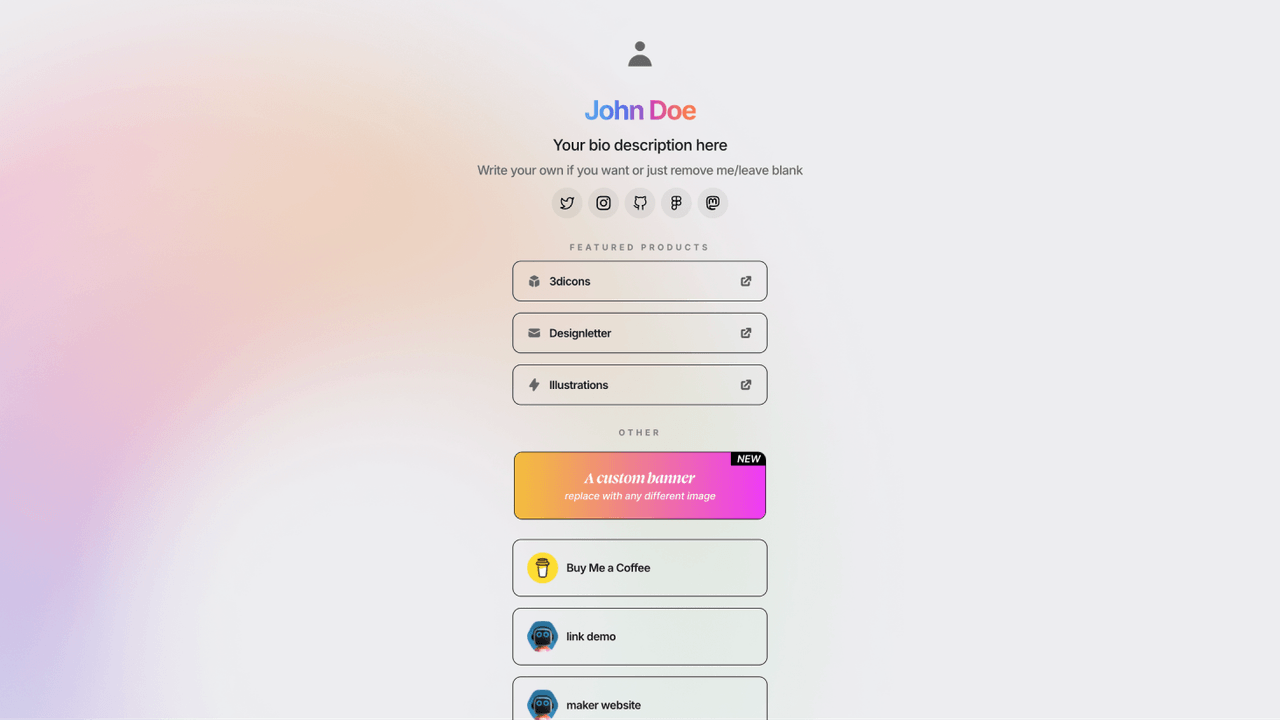 John Doe
Your bio description here
Write your own if you want or just remove me/leave blank
FEATURED PRODUCTS
3dicons
Designletter
Illustrations
OTHER
NEW
A custom banner
replace with any different image
Buy Me a Coffee
link demo
maker website